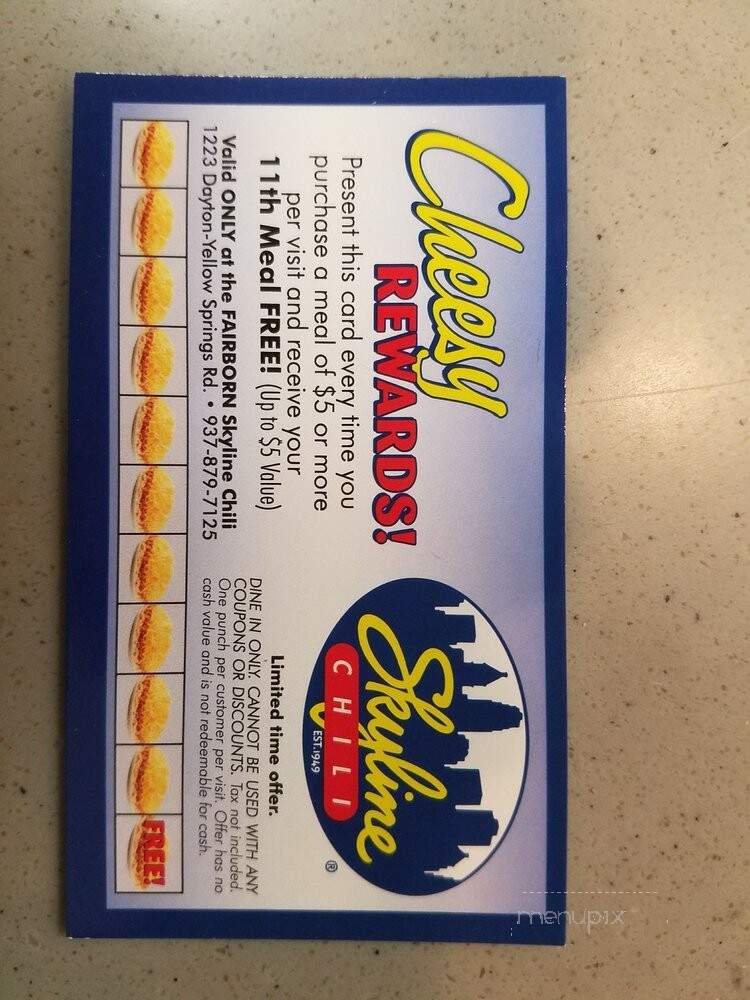 Cheesy
REWARDS!
Present this card every time you
purchase a meal of $5 or more
per visit and receive your
11th Meal FREE! (Up to $5 Value)
Valid ONLY at the FAIRBORN Skyline Chili
1223 Dayton-Yellow Springs Rd. • 937-879-7125
Skyline
CHILI
EST.1949
®
Limited time offer.
DINE IN ONLY. CANNOT BE USED WITH ANY
COUPONS OR DISCOUNTS. Tax not included.
One punch per customer per visit. Offer has no
cash value and is not redeemable for cash.
FREE!
menupix